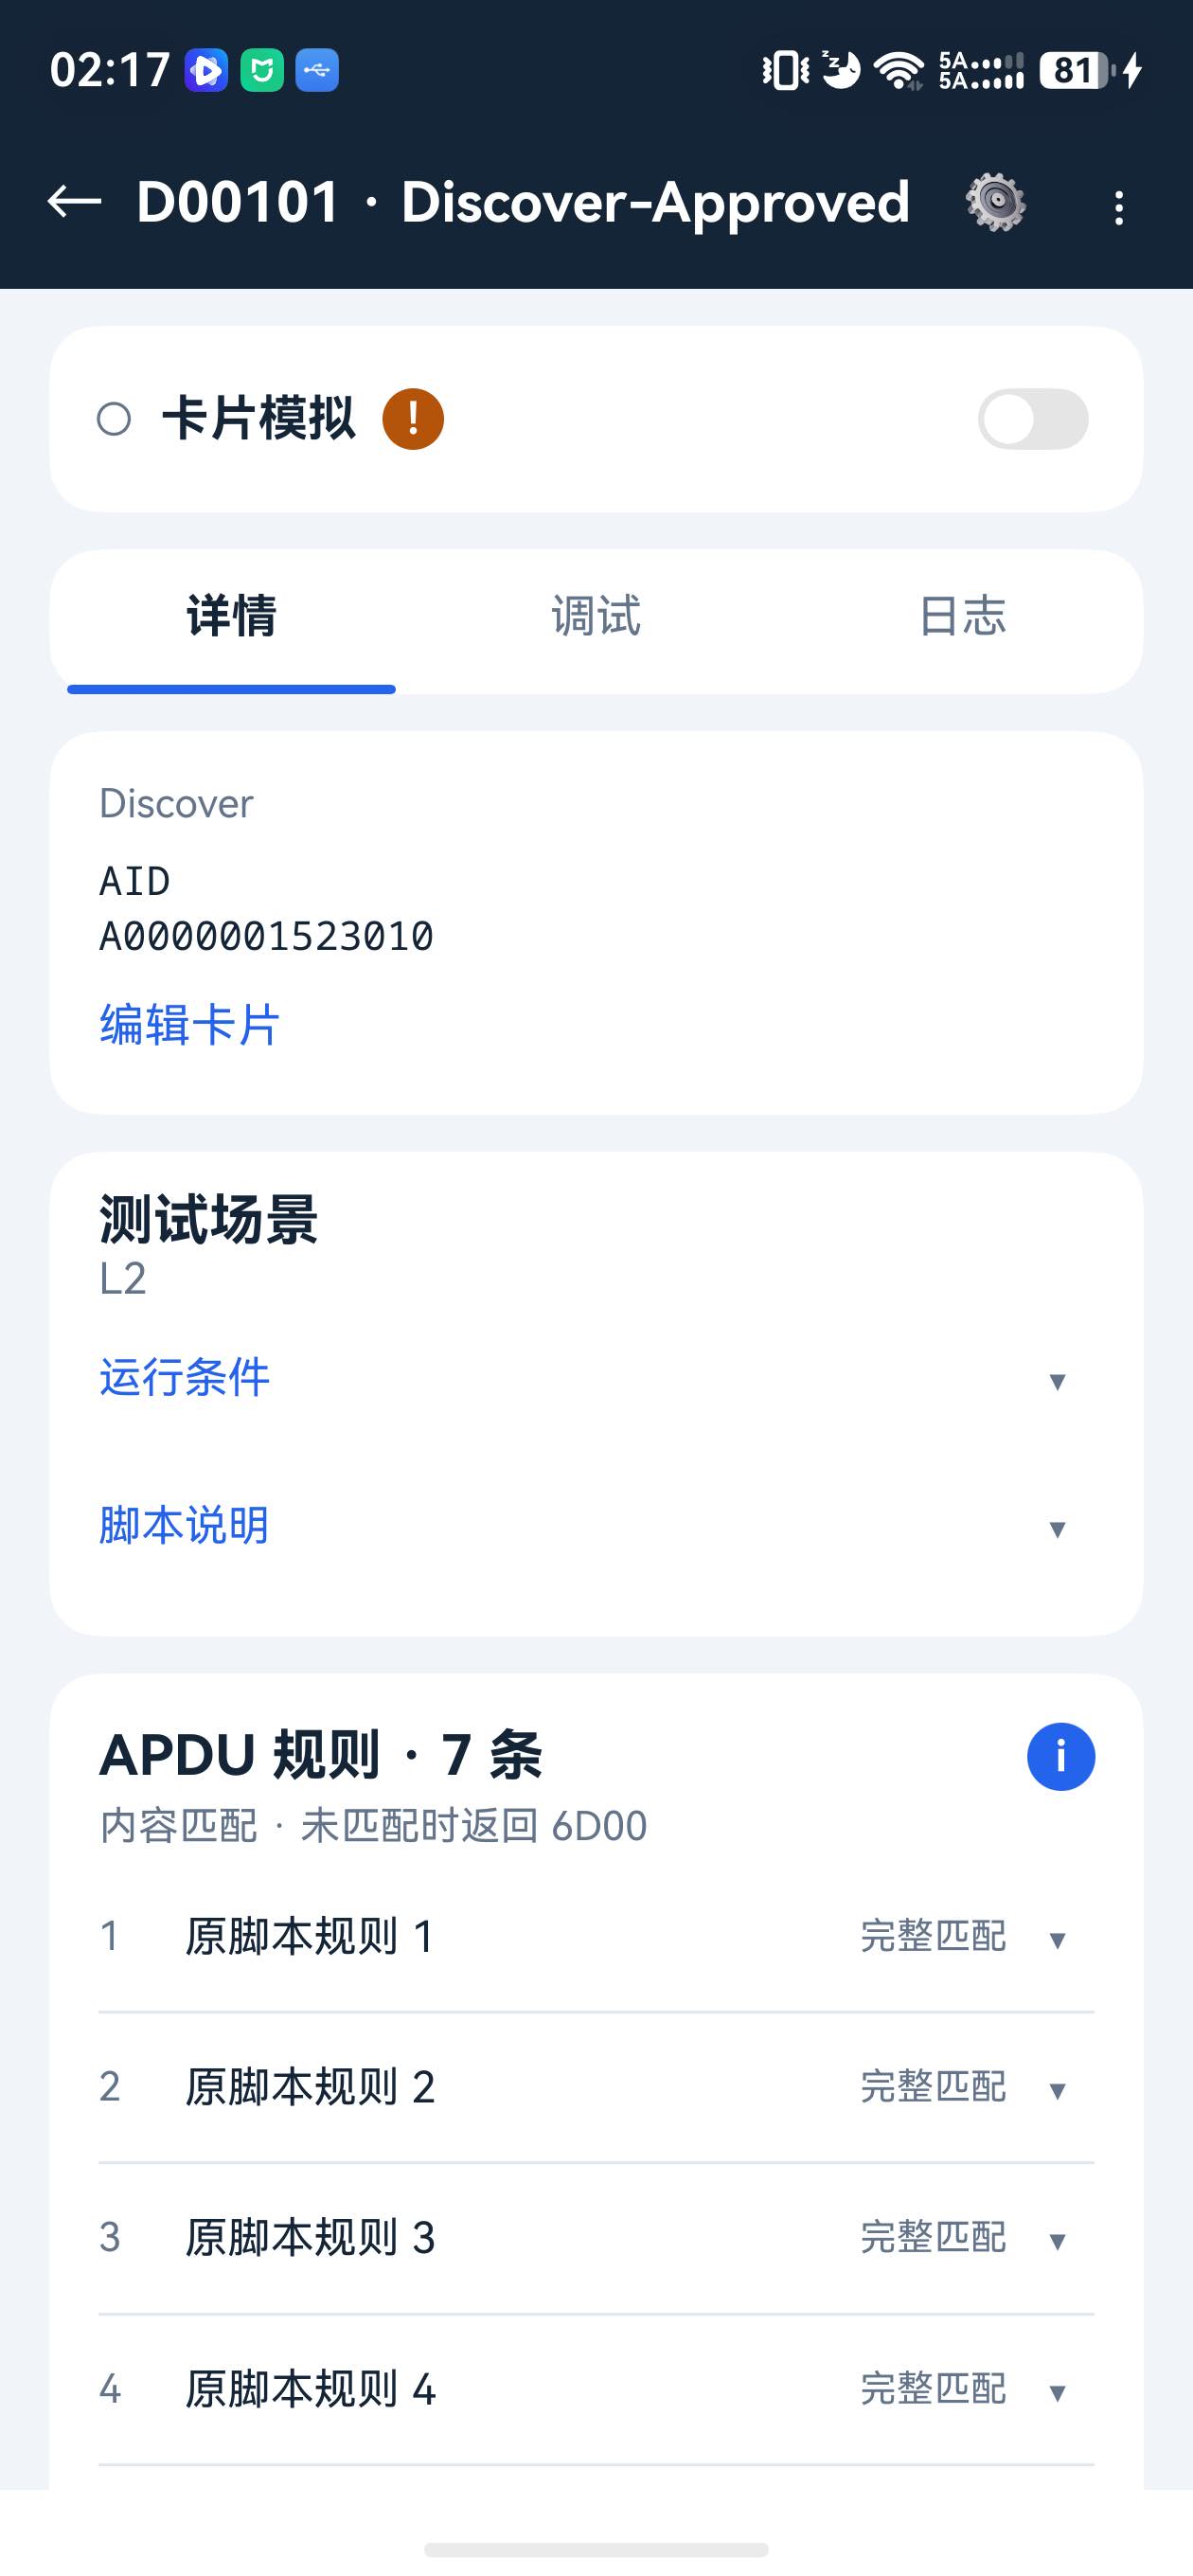 02:17
5A
5A
81
D00101 · Discover-Approved
卡片模拟
详情 调试 日志
Discover
AID
A0000001523010
编辑卡片
测试场景
L2
运行条件
脚本说明
APDU 规则 · 7 条
内容匹配 · 未匹配时返回 6D00
1 原脚本规则 1 完整匹配
2 原脚本规则 2 完整匹配
3 原脚本规则 3 完整匹配
4 原脚本规则 4 完整匹配